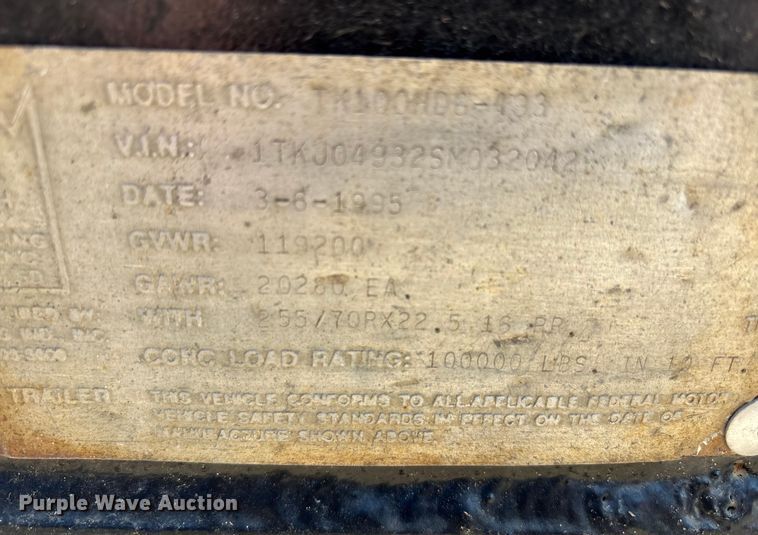 MODEL NO. TK100HDG-493
V.I.N.: 1TKJ04932SM032042
DATE: 3-6-1995
GVWR: 119200
GAWR: 20280 EA
WITH 255/70RX22.5 16 PR
CONC LOAD RATING: 100000 LBS. IN 10 FT.
TRAILER THIS VEHICLE CONFORMS TO ALL APPLICABLE FEDERAL MOTOR
VEHICLE SAFETY STANDARDS IN EFFECT ON THE DATE OF
MANUFACTURE SHOWN ABOVE
Purple Wave Auction